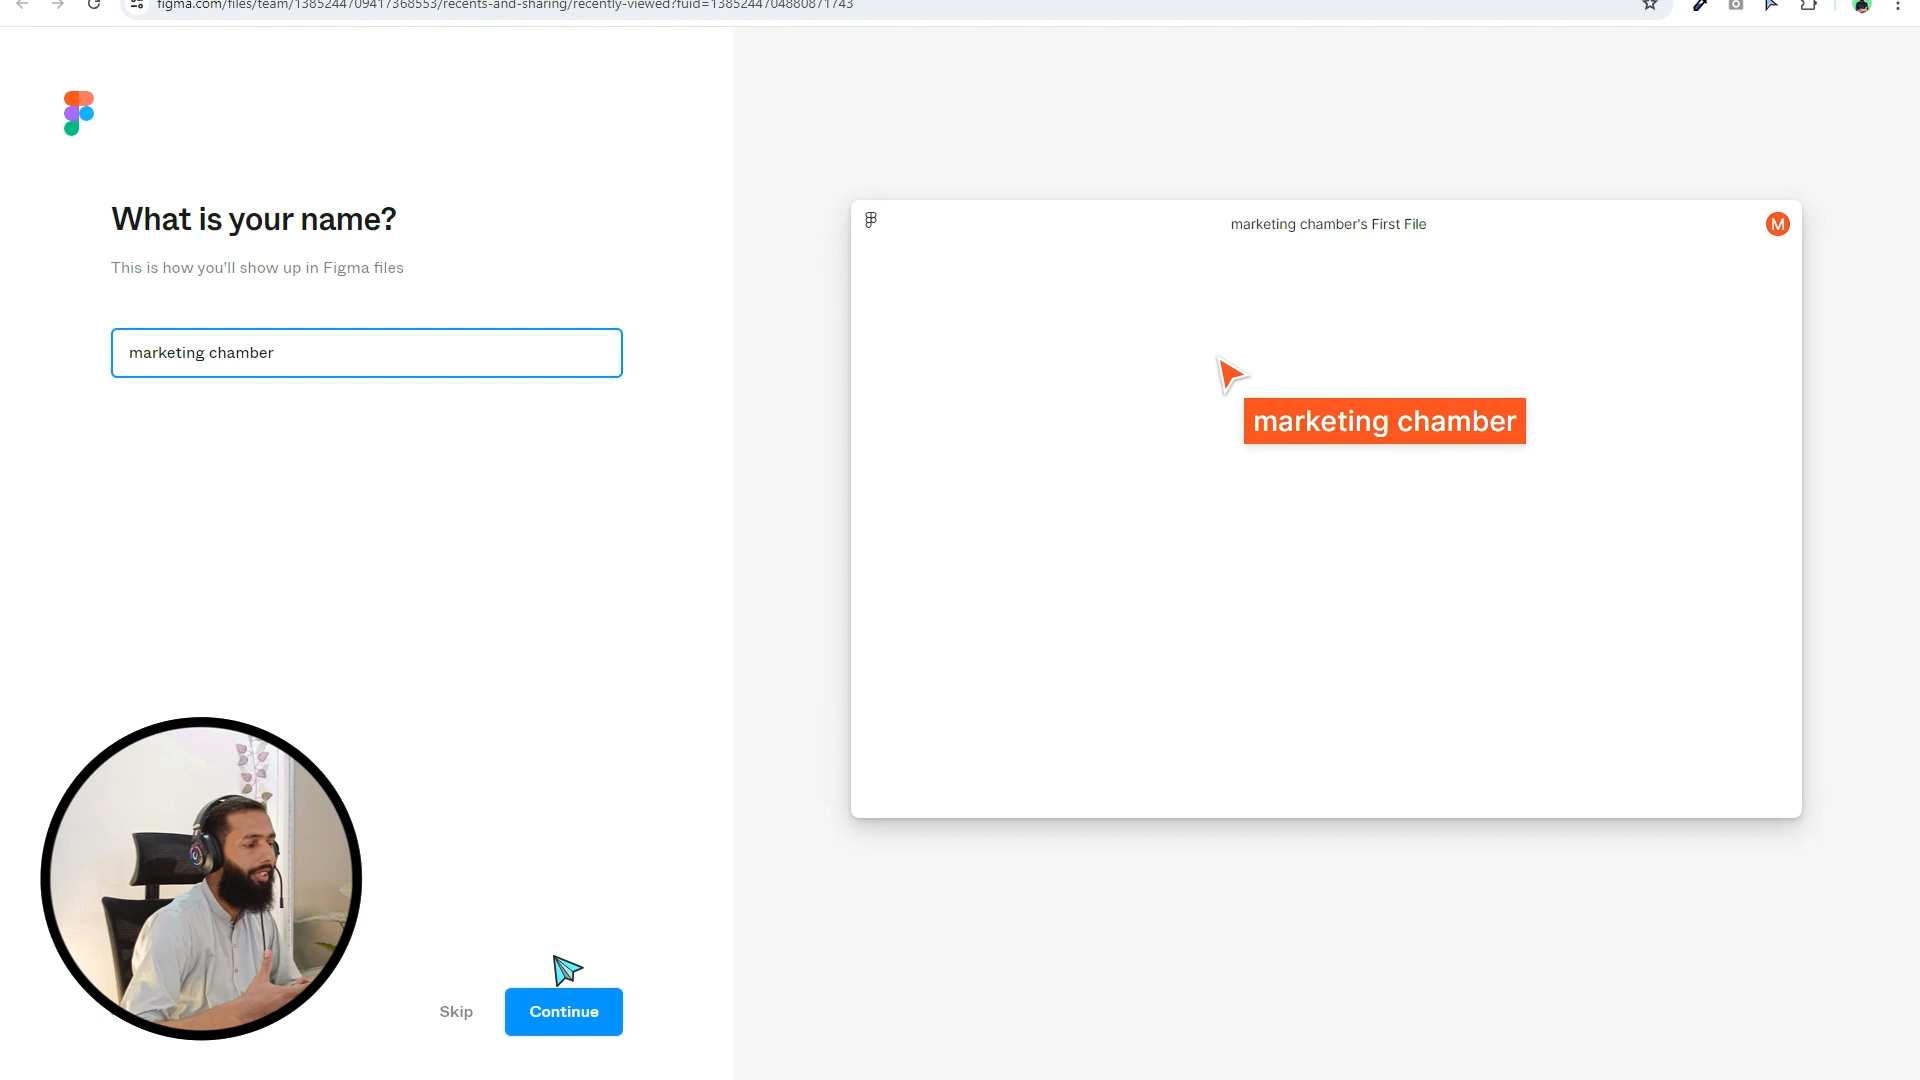 figma.com/files/team/1385244709417368553/recents-and-sharing/recently-viewed?fuid=1385244704880871743
What is your name?
This is how you'll show up in Figma files
marketing chamber
Skip
Continue
marketing chamber's First File
M
marketing chamber